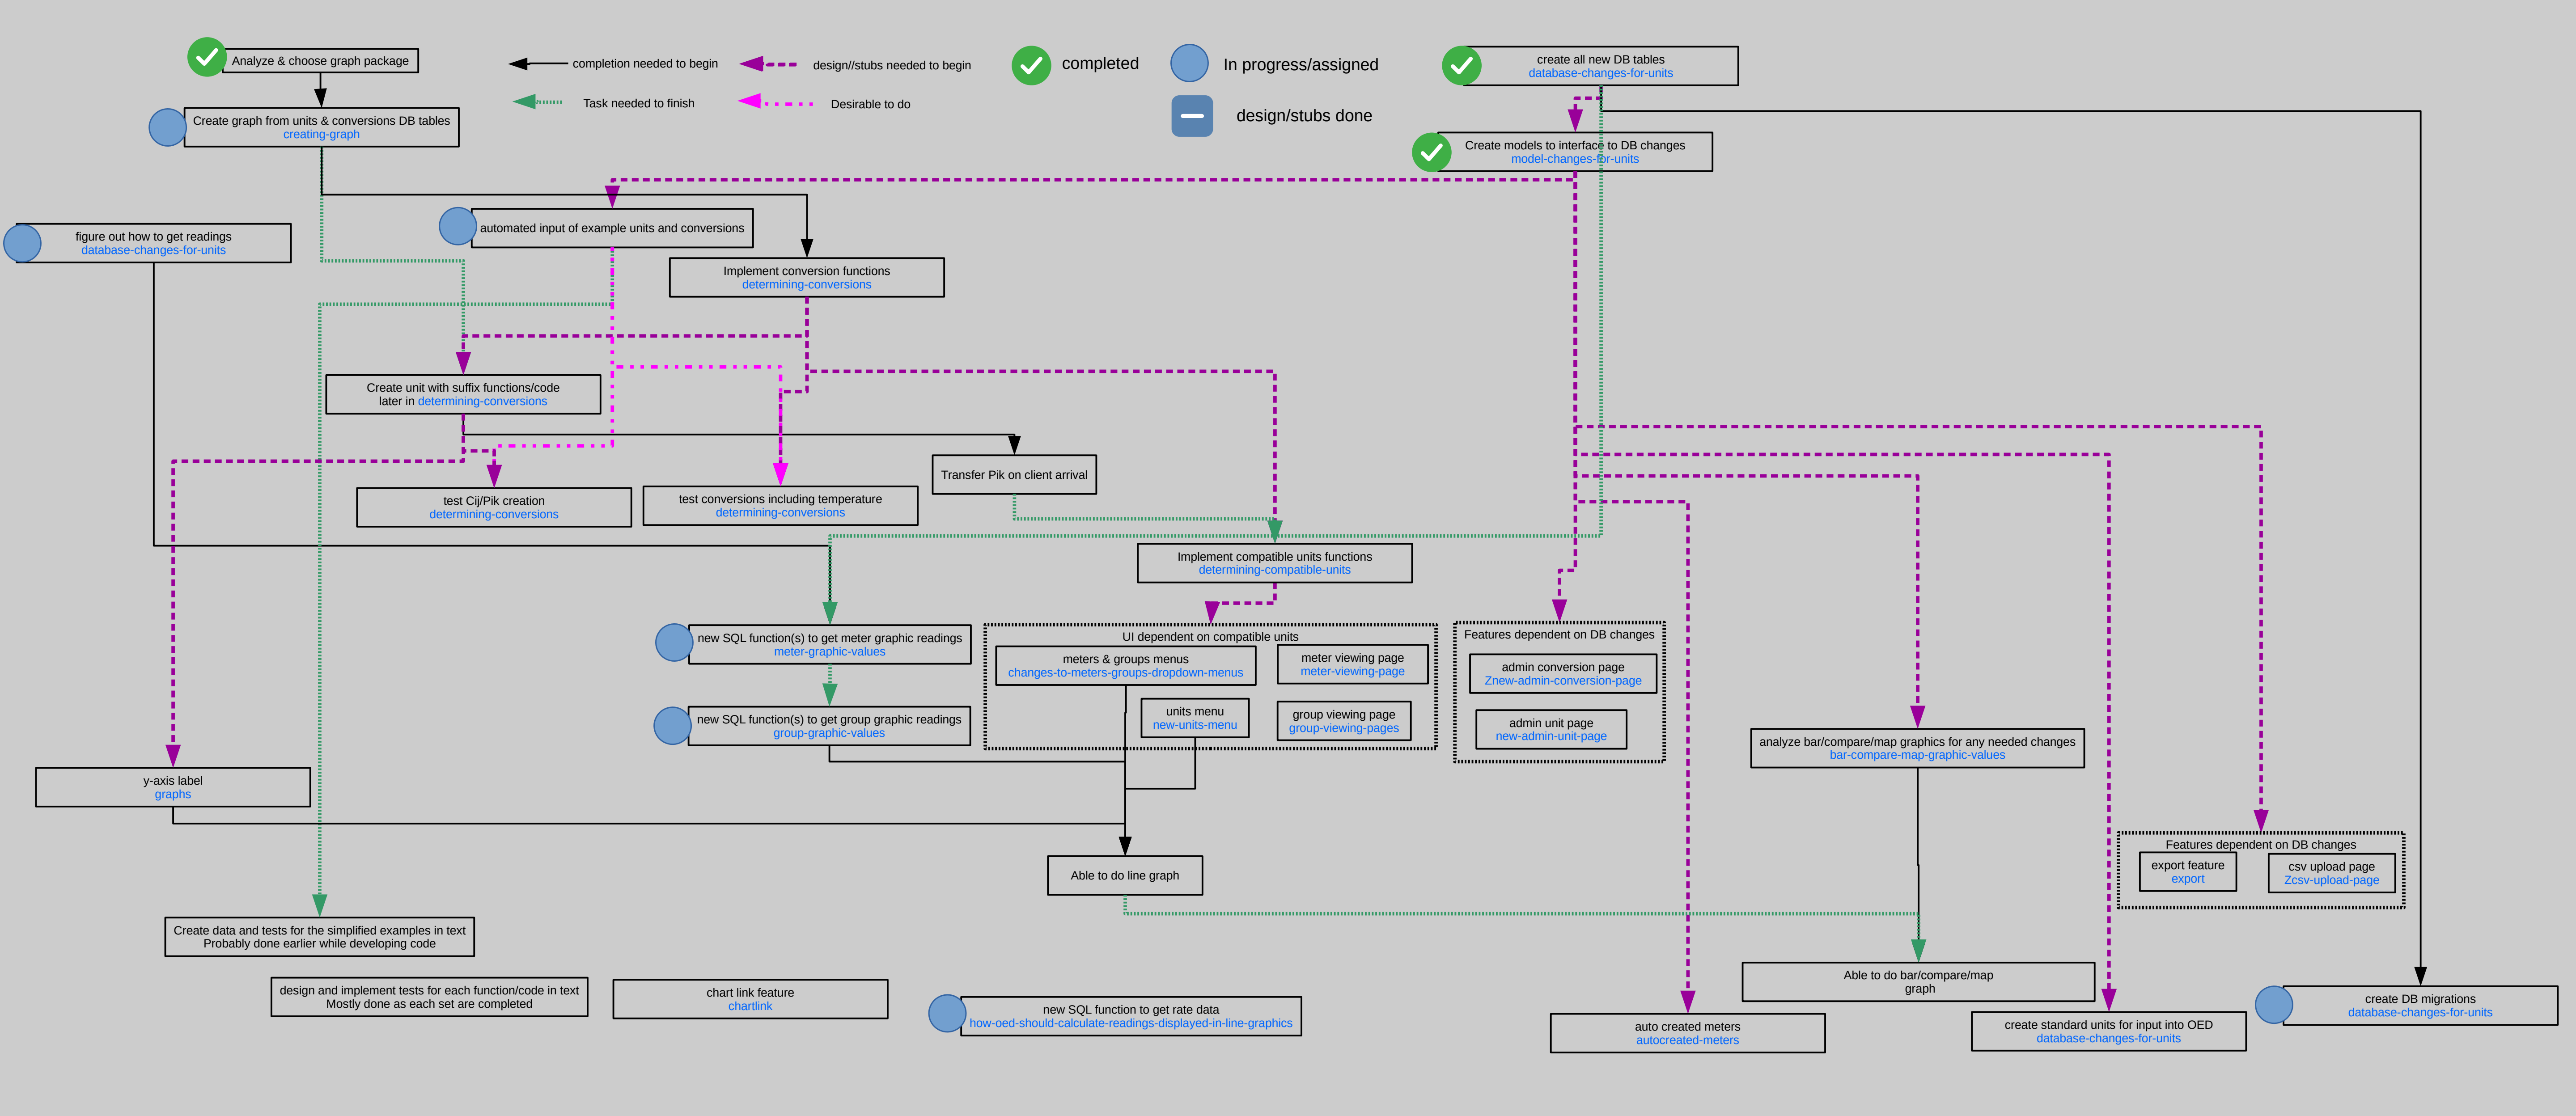 Analyze & choose graph package
completion needed to begin
design//stubs needed to begin
completed
In progress/assigned
Task needed to finish
Desirable to do
design/stubs done
create all new DB tables
database-changes-for-units
Create graph from units & conversions DB tables
creating-graph
Create models to interface to DB changes
model-changes-for-units
figure out how to get readings
database-changes-for-units
automated input of example units and conversions
Implement conversion functions
determining-conversions
Create unit with suffix functions/code
later in determining-conversions
Transfer Pik on client arrival
test Cij/Pik creation
determining-conversions
test conversions including temperature
determining-conversions
Implement compatible units functions
determining-compatible-units
new SQL function(s) to get meter graphic readings
meter-graphic-values
UI dependent on compatible units
meters & groups menus
changes-to-meters-groups-dropdown-menus
meter viewing page
meter-viewing-page
units menu
new-units-menu
group viewing page
group-viewing-pages
Features dependent on DB changes
admin conversion page
Znew-admin-conversion-page
admin unit page
new-admin-unit-page
new SQL function(s) to get group graphic readings
group-graphic-values
analyze bar/compare/map graphics for any needed changes
bar-compare-map-graphic-values
y-axis label
graphs
Features dependent on DB changes
export feature
export
csv upload page
Zcsv-upload-page
Able to do line graph
Create data and tests for the simplified examples in text
Probably done earlier while developing code
design and implement tests for each function/code in text
Mostly done as each set are completed
chart link feature
chartlink
new SQL function to get rate data
how-oed-should-calculate-readings-displayed-in-line-graphics
Able to do bar/compare/map
graph
auto created meters
autocreated-meters
create standard units for input into OED
database-changes-for-units
create DB migrations
database-changes-for-units